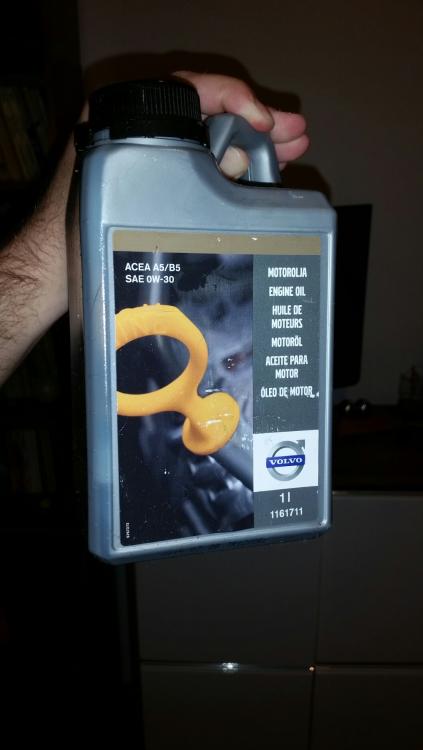 ACEA A5/B5
SAE 0W-30
MOTOROLJA
ENGINE OIL
HUILE DE
MOTEURS
MOTORÖL
ACEITE PARA
MOTOR
ÓLEO DE MOTOR
VOLVO
1 l
1161711